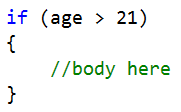 if (age > 21)
{
    //body here
}